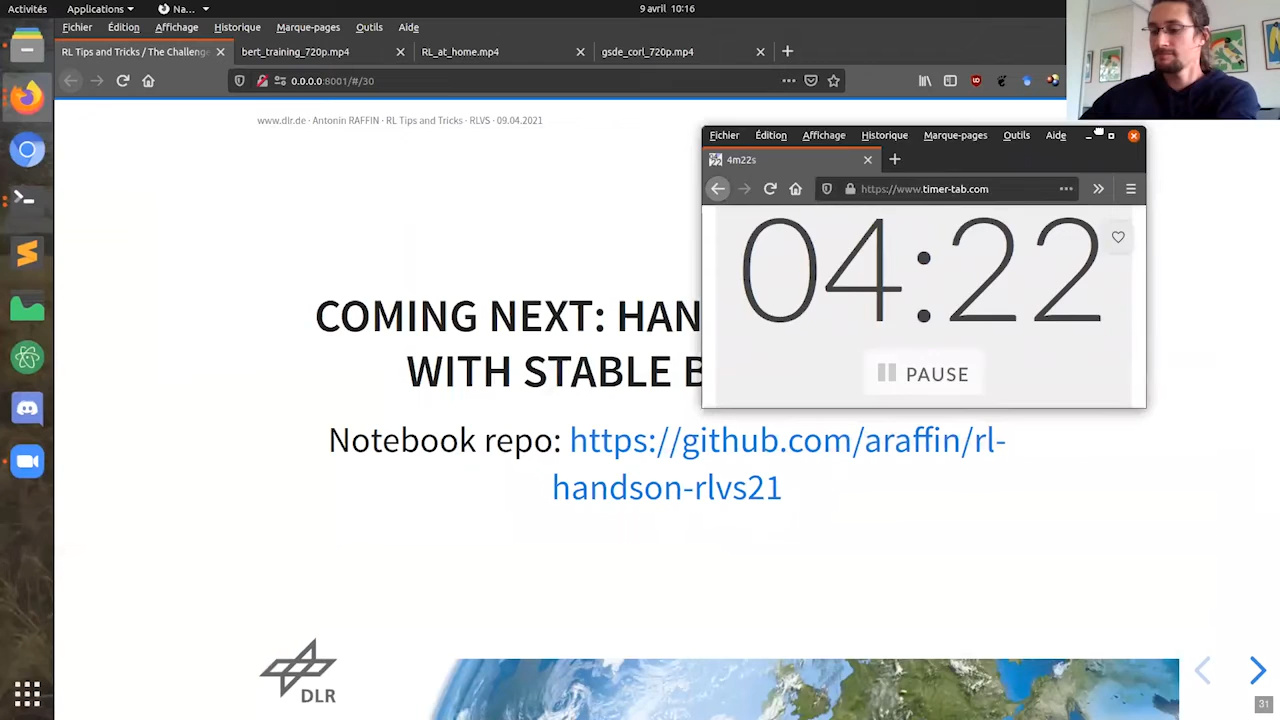 Activités
Applications
Na...
9 avril 10:16
Fichier Édition Affichage Historique Marque-pages Outils Aide
RL Tips and Tricks / The Challenge
bert_training_720p.mp4
RL_at_home.mp4
gsde_corl_720p.mp4
0.0.0.0:8001/#/30
www.dlr.de · Antonin RAFFIN · RL Tips and Tricks · RLVS · 09.04.2021
Fichier Édition Affichage Historique Marque-pages Outils Aide
4m22s
https://www.timer-tab.com
04:22
PAUSE
COMING NEXT: HAN
WITH STABLE B
Notebook repo: https://github.com/araffin/rl-
handson-rlvs21
DLR
31